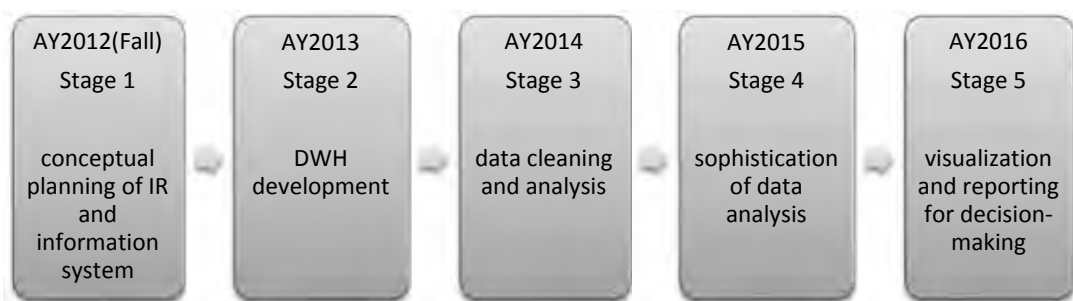 AY2012(Fall)
Stage 1
conceptual
planning of IR
and
information
system
AY2013
Stage 2
DWH
development
AY2014
Stage 3
data cleaning
and analysis
AY2015
Stage 4
sophistication
of data
analysis
AY2016
Stage 5
visualization
and reporting
for decision-
making